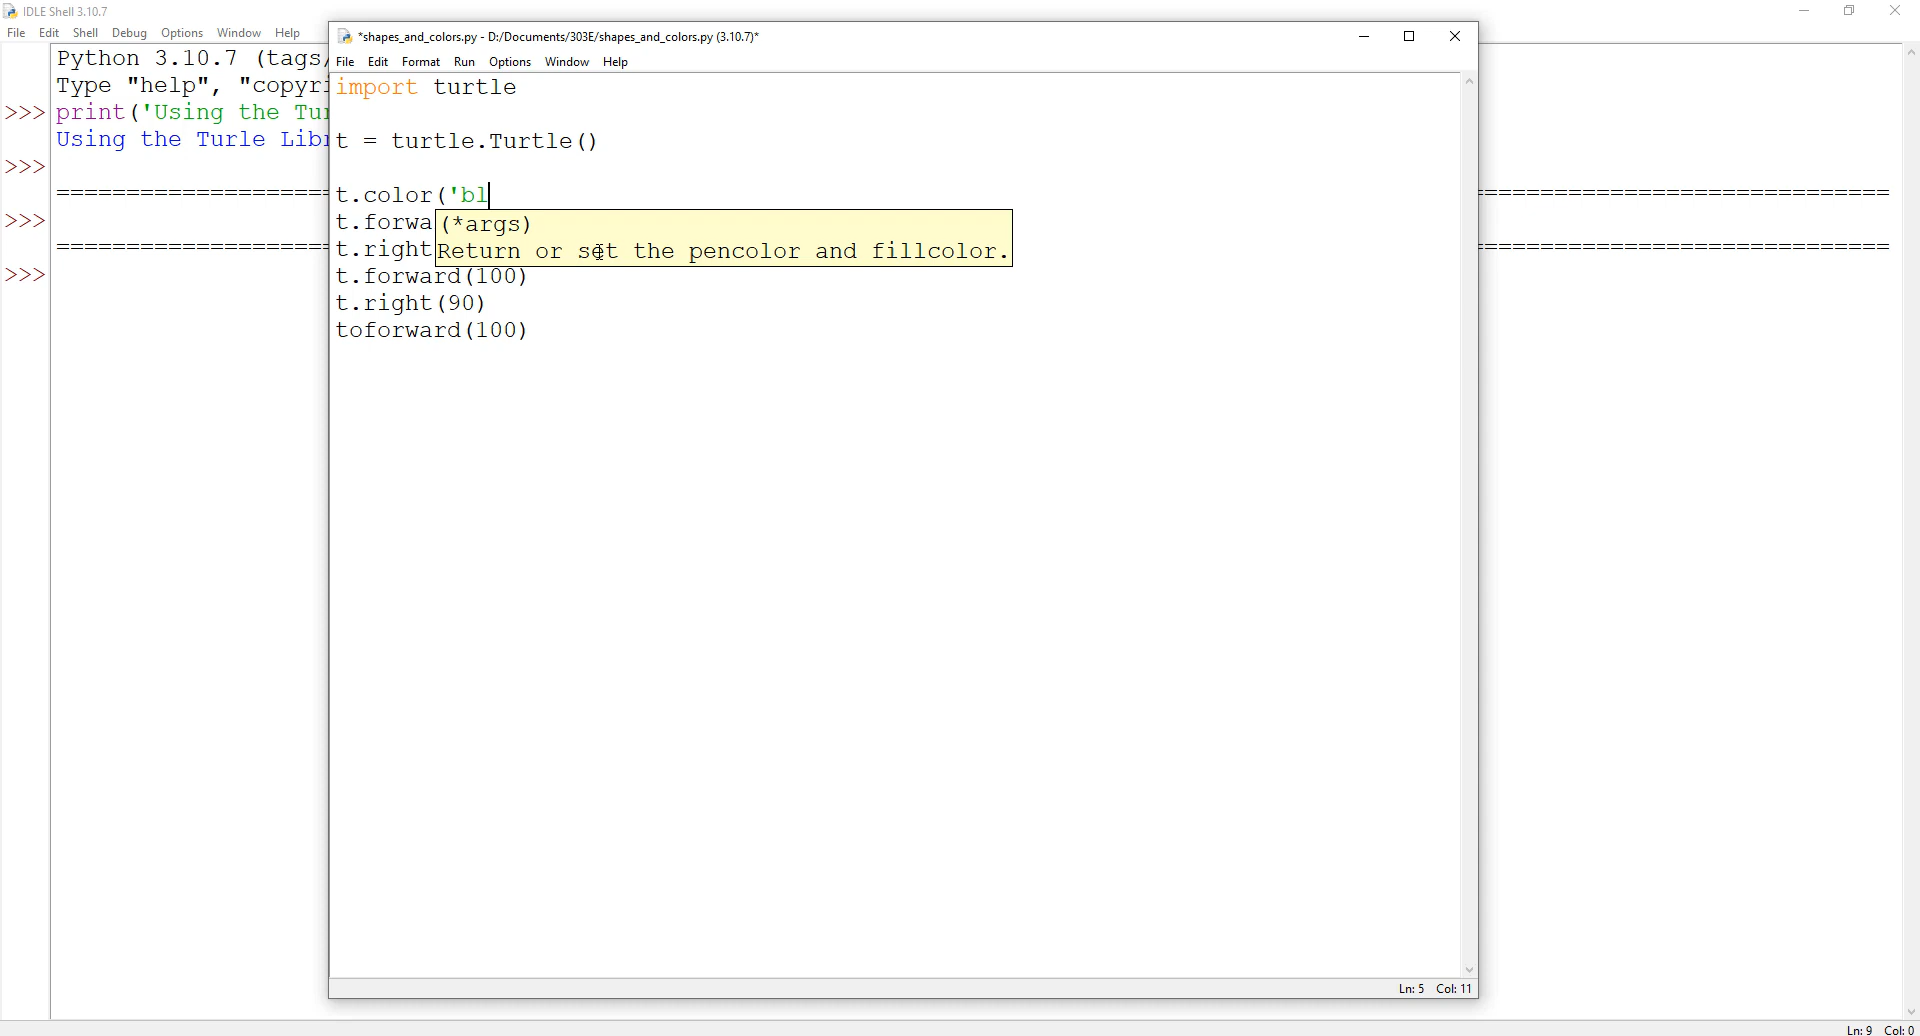 IDLE Shell 3.10.7
File Edit Shell Debug Options Window Help
Python 3.10.7 (tags/
Type "help", "copyri
>>> print('Using the Tur
Using the Turle Libr
>>>
>>>
>>>
*shapes_and_colors.py - D:/Documents/303E/shapes_and_colors.py (3.10.7)*
File Edit Format Run Options Window Help
import turtle
t = turtle.Turtle()
t.color('bl
t.forwa
(*args)
t.right
Return or set the pencolor and fillcolor.
t.forward(100)
t.right(90)
toforward(100)
Ln: 5 Col: 11
Ln: 9 Col: 0